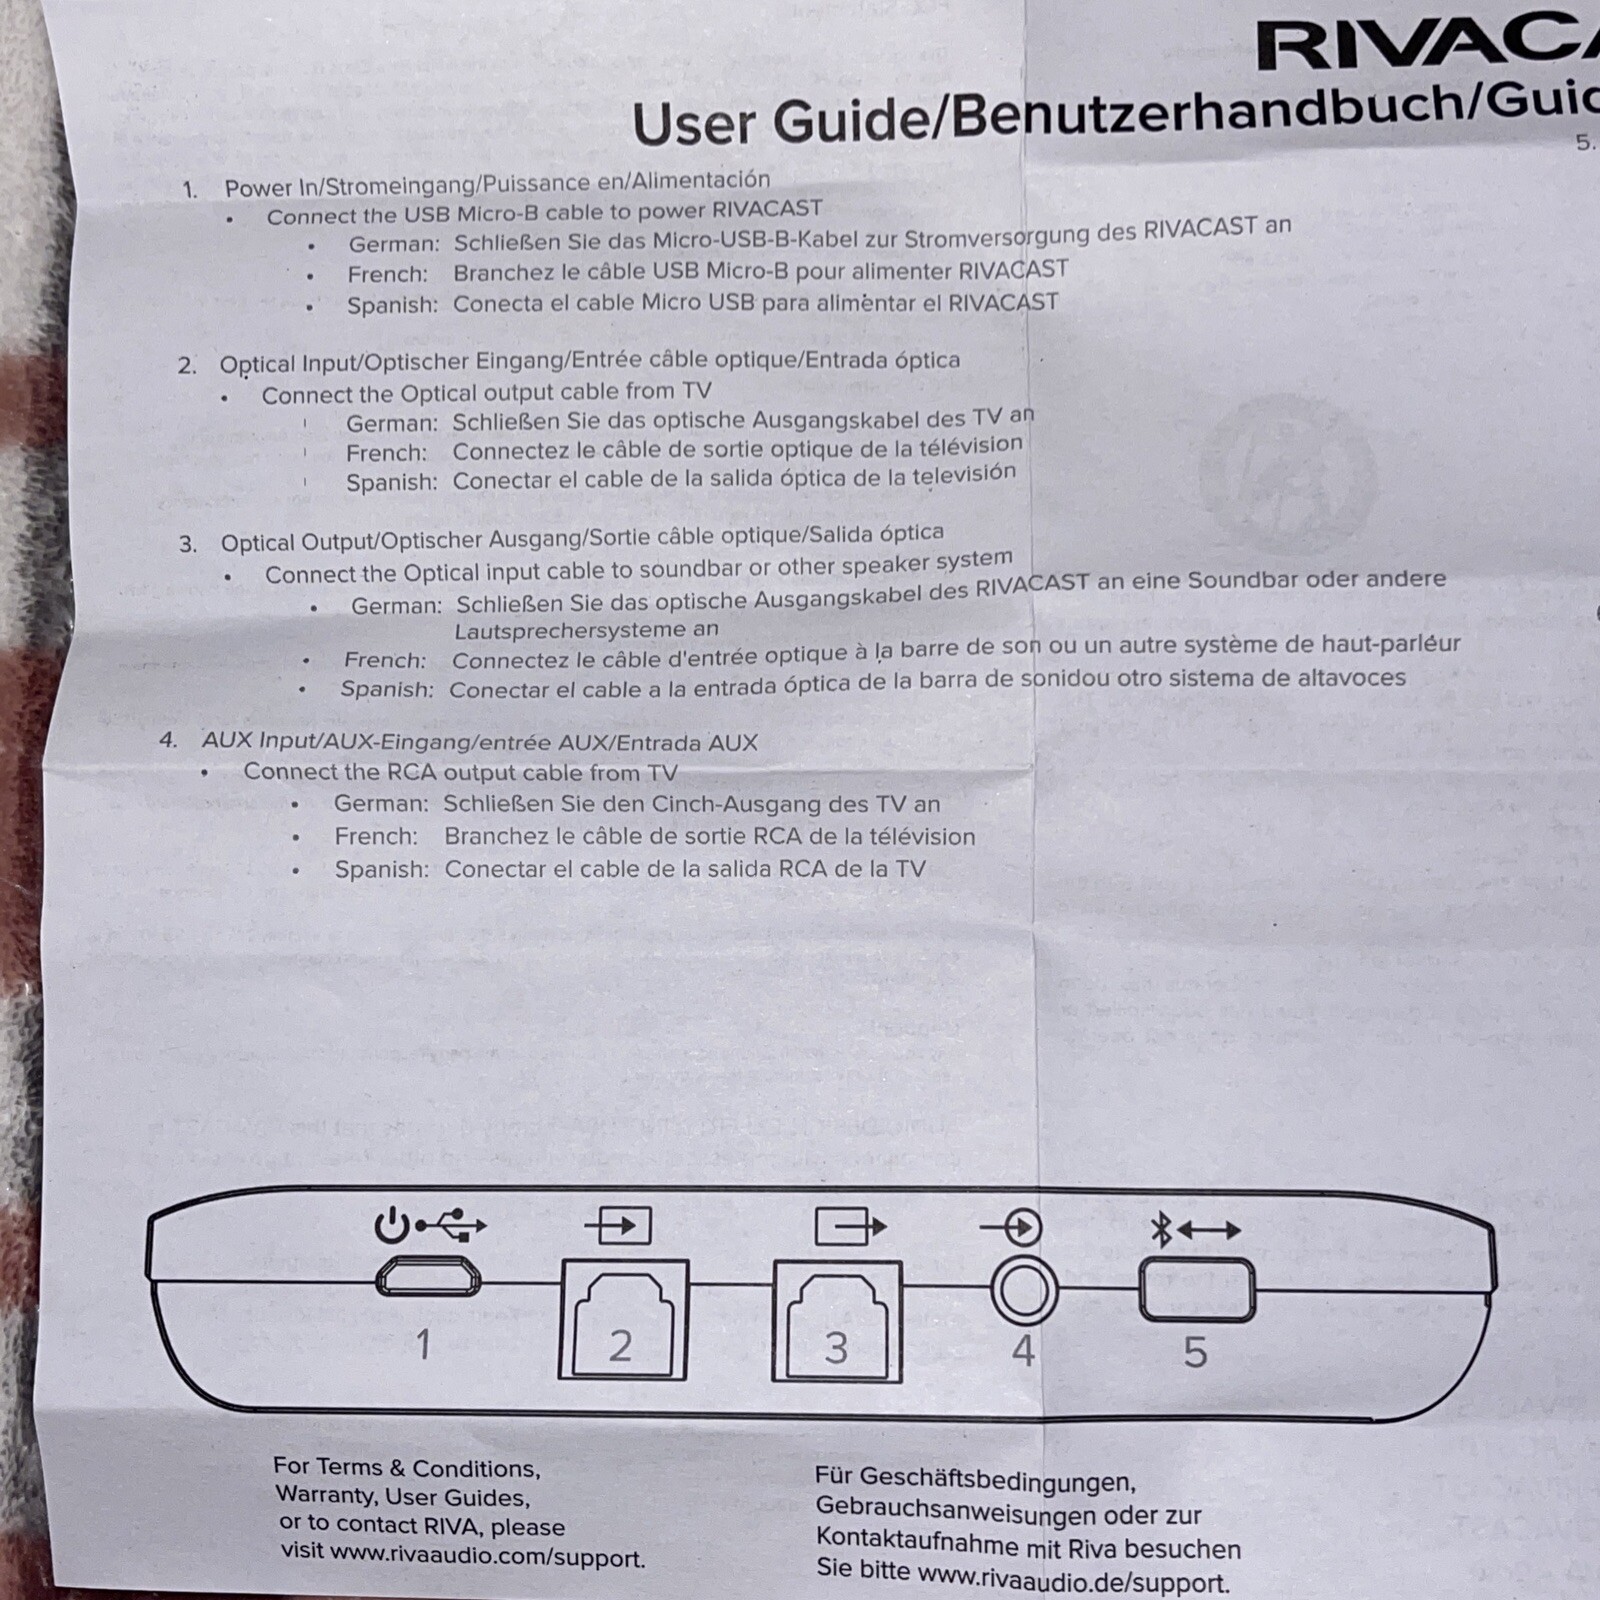 RIVACA
User Guide/Benutzerhandbuch/Guid
5.
1. Power In/Stromeingang/Puissance en/Alimentación
• Connect the USB Micro-B cable to power RIVACAST
• German: Schließen Sie das Micro-USB-B-Kabel zur Stromversorgung des RIVACAST an
• French: Branchez le câble USB Micro-B pour alimenter RIVACAST
• Spanish: Conecta el cable Micro USB para alimentar el RIVACAST
2. Optical Input/Optischer Eingang/Entrée câble optique/Entrada óptica
• Connect the Optical output cable from TV
German: Schließen Sie das optische Ausgangskabel des TV an
French: Connectez le câble de sortie optique de la télévision
Spanish: Conectar el cable de la salida óptica de la televisión
3. Optical Output/Optischer Ausgang/Sortie câble optique/Salida óptica
• Connect the Optical input cable to soundbar or other speaker system
• German: Schließen Sie das optische Ausgangskabel des RIVACAST an eine Soundbar oder andere
Lautsprechersysteme an
• French: Connectez le câble d'entrée optique à la barre de son ou un autre système de haut-parléur
• Spanish: Conectar el cable a la entrada óptica de la barra de sonidou otro sistema de altavoces
4. AUX Input/AUX-Eingang/entrée AUX/Entrada AUX
• Connect the RCA output cable from TV
• German: Schließen Sie den Cinch-Ausgang des TV an
• French: Branchez le câble de sortie RCA de la télévision
• Spanish: Conectar el cable de la salida RCA de la TV
1 2 3 4 5
For Terms & Conditions,
Warranty, User Guides,
or to contact RIVA, please
visit www.rivaaudio.com/support.
Für Geschäftsbedingungen,
Gebrauchsanweisungen oder zur
Kontaktaufnahme mit Riva besuchen
Sie bitte www.rivaaudio.de/support.